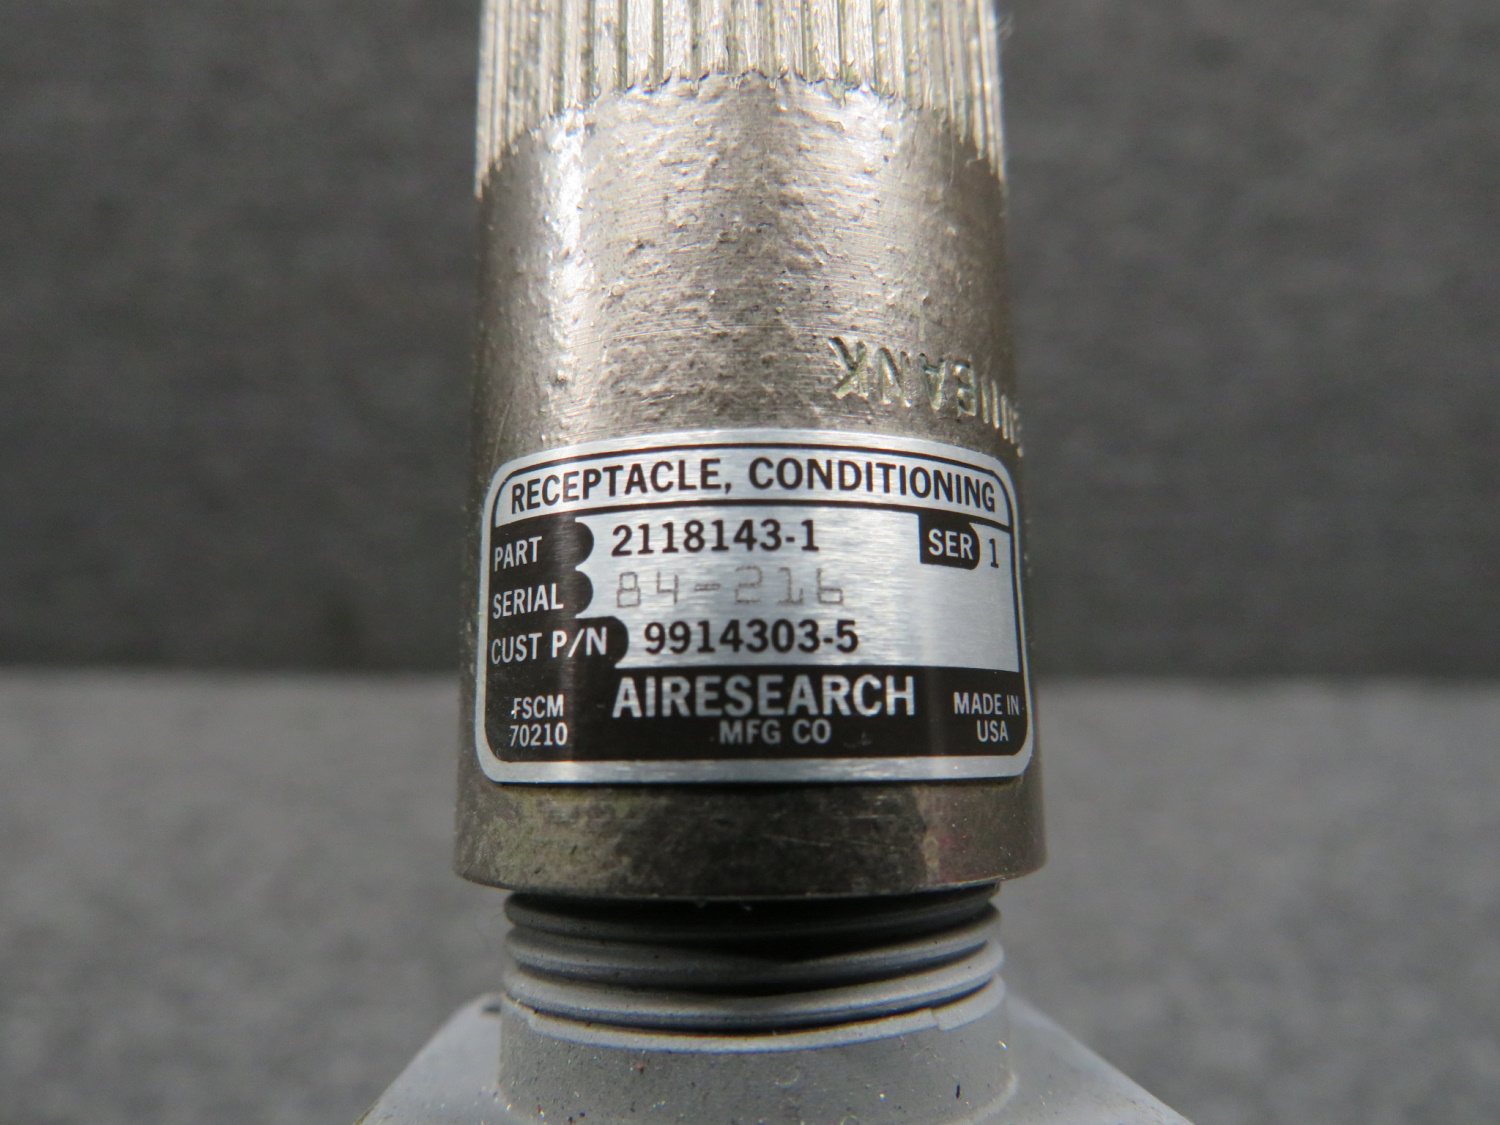 RECEPTACLE, CONDITIONING
PART 2118143-1 SER 1
SERIAL 84-216
CUST P/N 9914303-5
FSCM 70210
AIRESEARCH
MFG CO
MADE IN USA